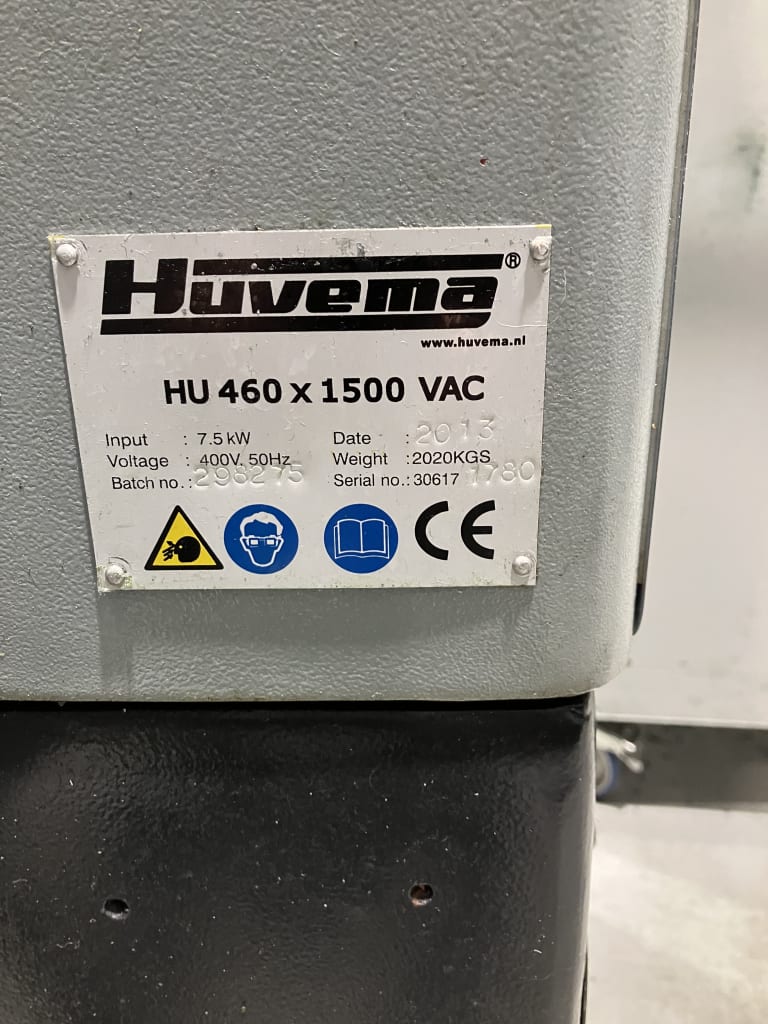 Huvema®
www.huvema.nl
HU 460 x 1500 VAC
Input : 7.5 kW Date : 2013
Voltage : 400V, 50Hz Weight :2020KGS
Batch no.:298275 Serial no.:30617 1780
CE